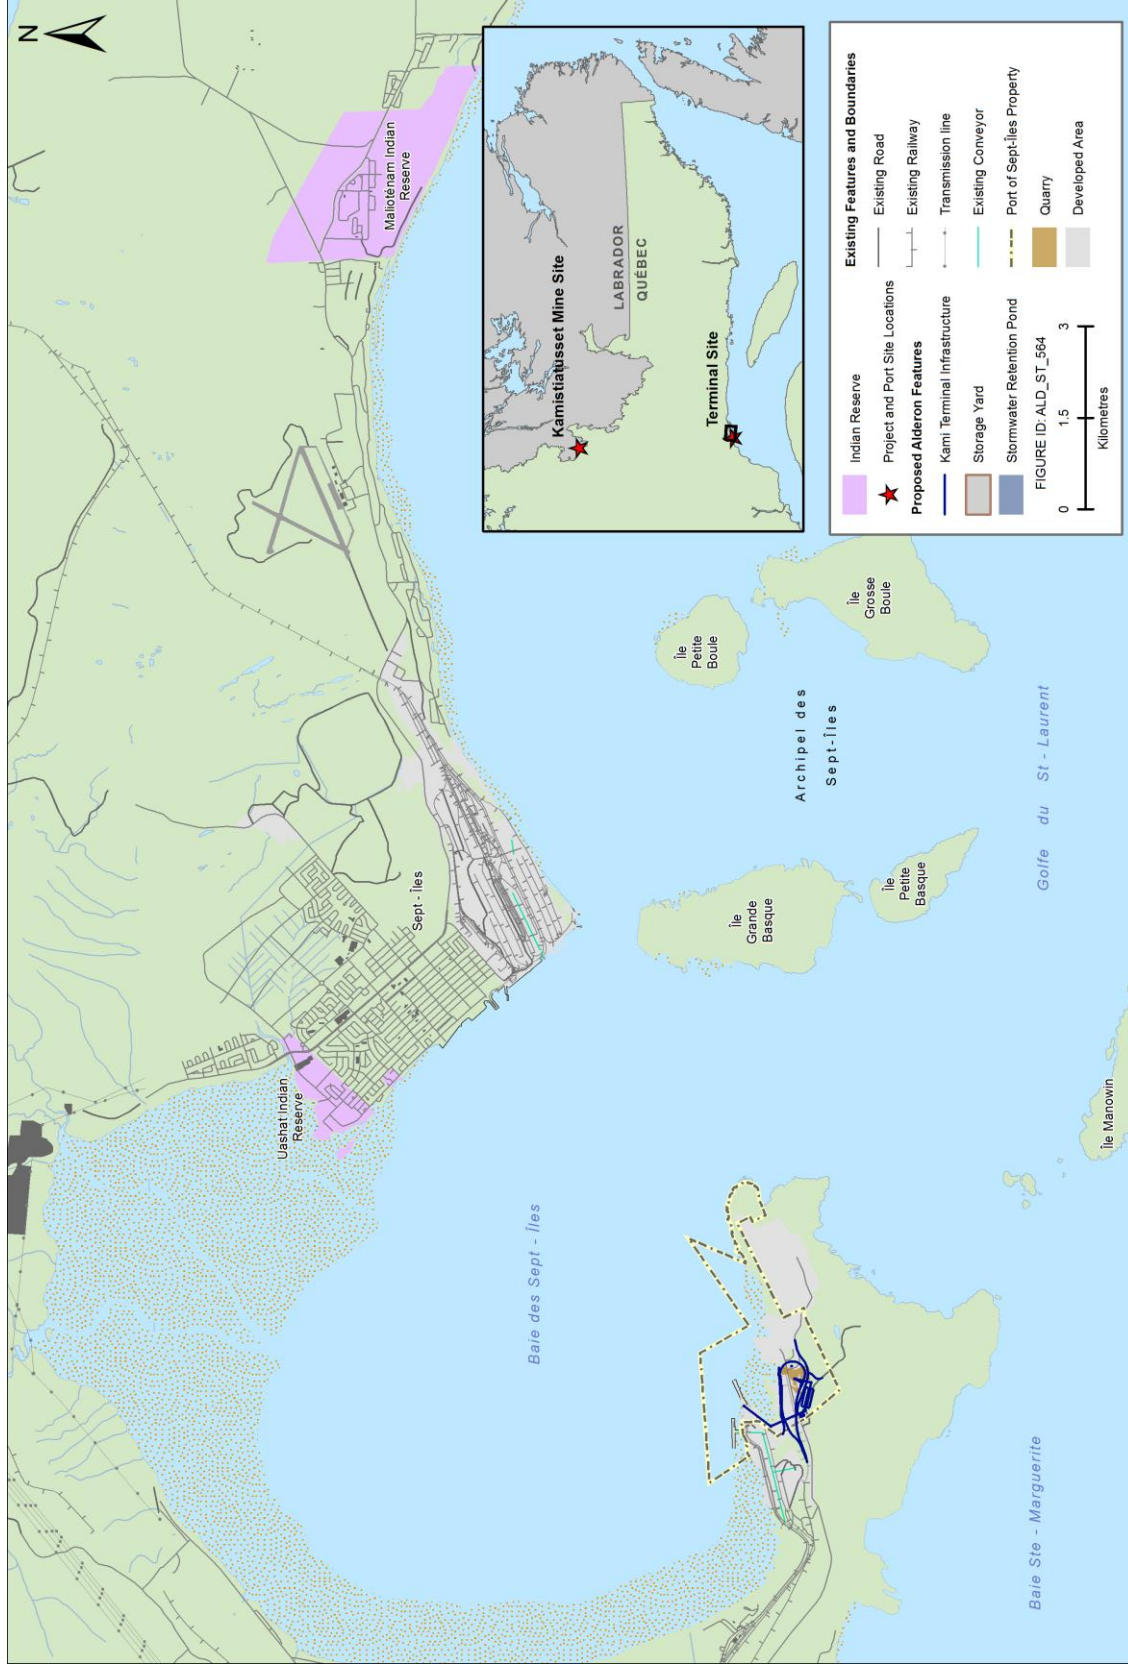 N
Maliotenam Indian
Reserve
Uashat Indian
Reserve
Sept - Îles
Baie des Sept - Îles
Île
Petite
Boule
Île
Grosse
Boule
Archipel des
Sept-Îles
Île
Grande
Basque
Île
Petite
Basque
Île Manowin
Golfe du St - Laurent
Baie Ste - Marguerite
Kamistiatusset Mine Site
LABRADOR
QUÉBEC
Terminal Site
Indian Reserve
Project and Port Site Locations
Proposed Alderon Features
Kami Terminal Infrastructure
Storage Yard
Stormwater Retention Pond
Existing Features and Boundaries
Existing Road
Existing Railway
Transmission line
Existing Conveyor
Port of Sept-Îles Property
Quarry
Developed Area
FIGURE ID: ALD_ST_564
0 1.5 3
Kilometres